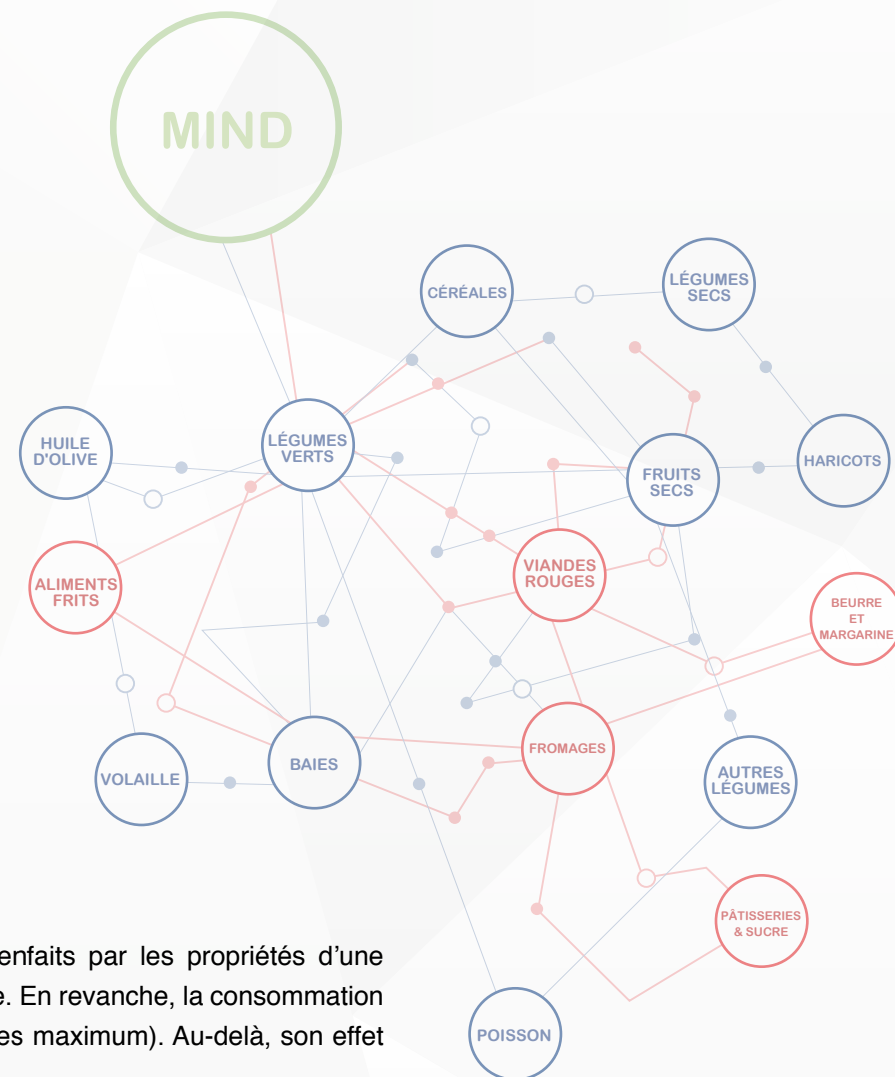 MIND
CÉRÉALES
LÉGUMES
SECS
HUILE
D'OLIVE
LÉGUMES
VERTS
FRUITS
SECS
HARICOTS
ALIMENTS
FRITS
VIANDES
ROUGES
BEURRE
ET
MARGARINE
VOLAILLE
BAIES
FROMAGES
AUTRES
LÉGUMES
PÂTISSERIES
& SUCRE
POISSON
enfaits par les propriétés d’une
e. En revanche, la consommation
es maximum). Au-delà, son effet